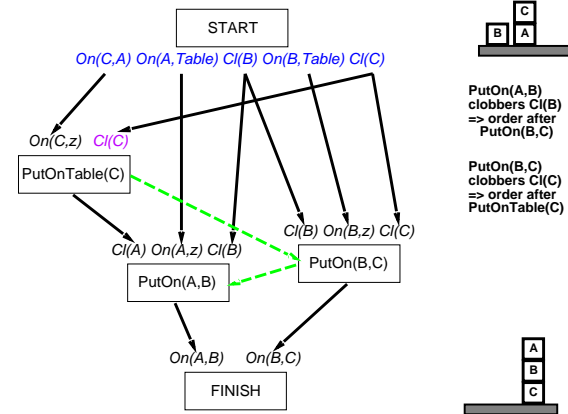 START
On(C,A) On(A,Table) Cl(B) On(B,Table) Cl(C)
C
B
A
PutOn(A,B)
clobbers Cl(B)
=> order after
PutOn(B,C)
On(C,z) Cl(C)
PutOnTable(C)
PutOn(B,C)
clobbers Cl(C)
=> order after
PutOnTable(C)
Cl(B) On(B,z) Cl(C)
Cl(A) On(A,z) Cl(B)
PutOn(B,C)
PutOn(A,B)
On(A,B)
On(B,C)
FINISH
A
B
C